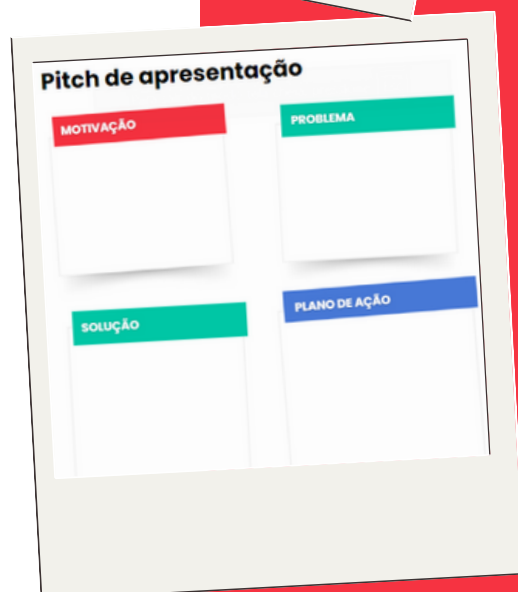 Pitch de apresentação
MOTIVAÇÃO
PROBLEMA
SOLUÇÃO
PLANO DE AÇÃO